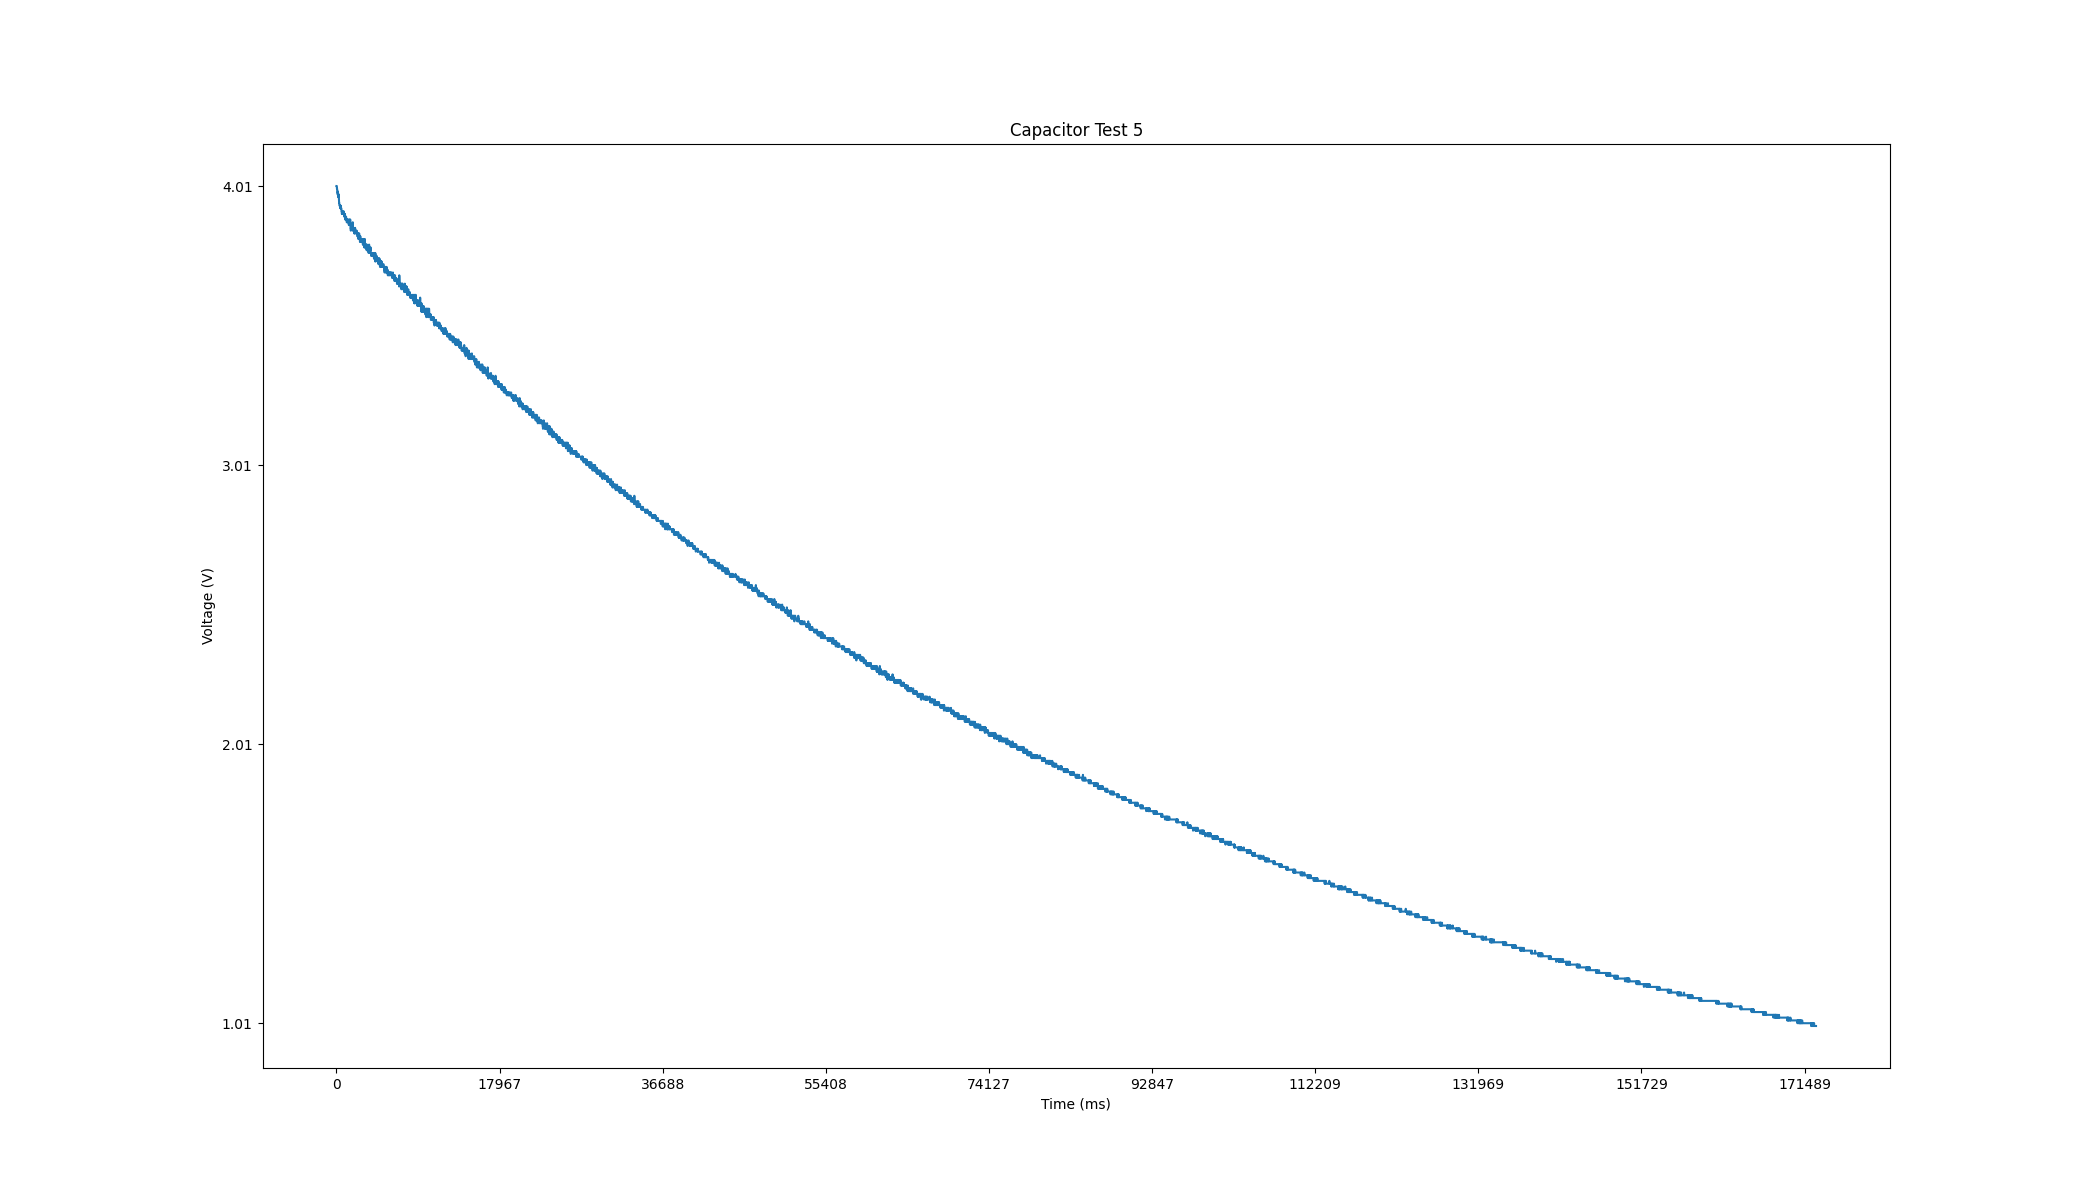 Capacitor Test 5
4.01
3.01
2.01
1.01
Voltage (V)
0 17967 36688 55408 74127 92847 112209 131969 151729 171489
Time (ms)